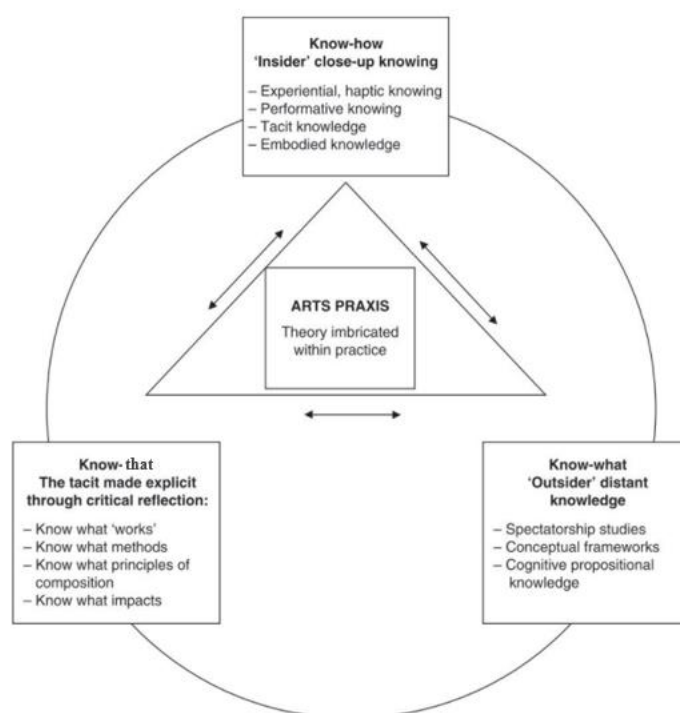 Know-how
'Insider' close-up knowing
– Experiential, haptic knowing
– Performative knowing
– Tacit knowledge
– Embodied knowledge
ARTS PRAXIS
Theory imbricated
within practice
Know-that
The tacit made explicit
through critical reflection:
– Know what 'works'
– Know what methods
– Know what principles of
composition
– Know what impacts
Know-what
'Outsider' distant
knowledge
– Spectatorship studies
– Conceptual frameworks
– Cognitive propositional
knowledge